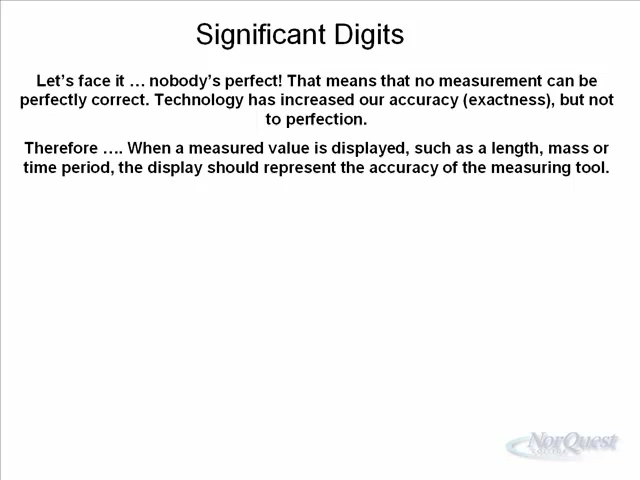 Significant Digits
Let's face it … nobody's perfect! That means that no measurement can be
perfectly correct. Technology has increased our accuracy (exactness), but not
to perfection.
Therefore …. When a measured value is displayed, such as a length, mass or
time period, the display should represent the accuracy of the measuring tool.
NorQuest
COLLEGE